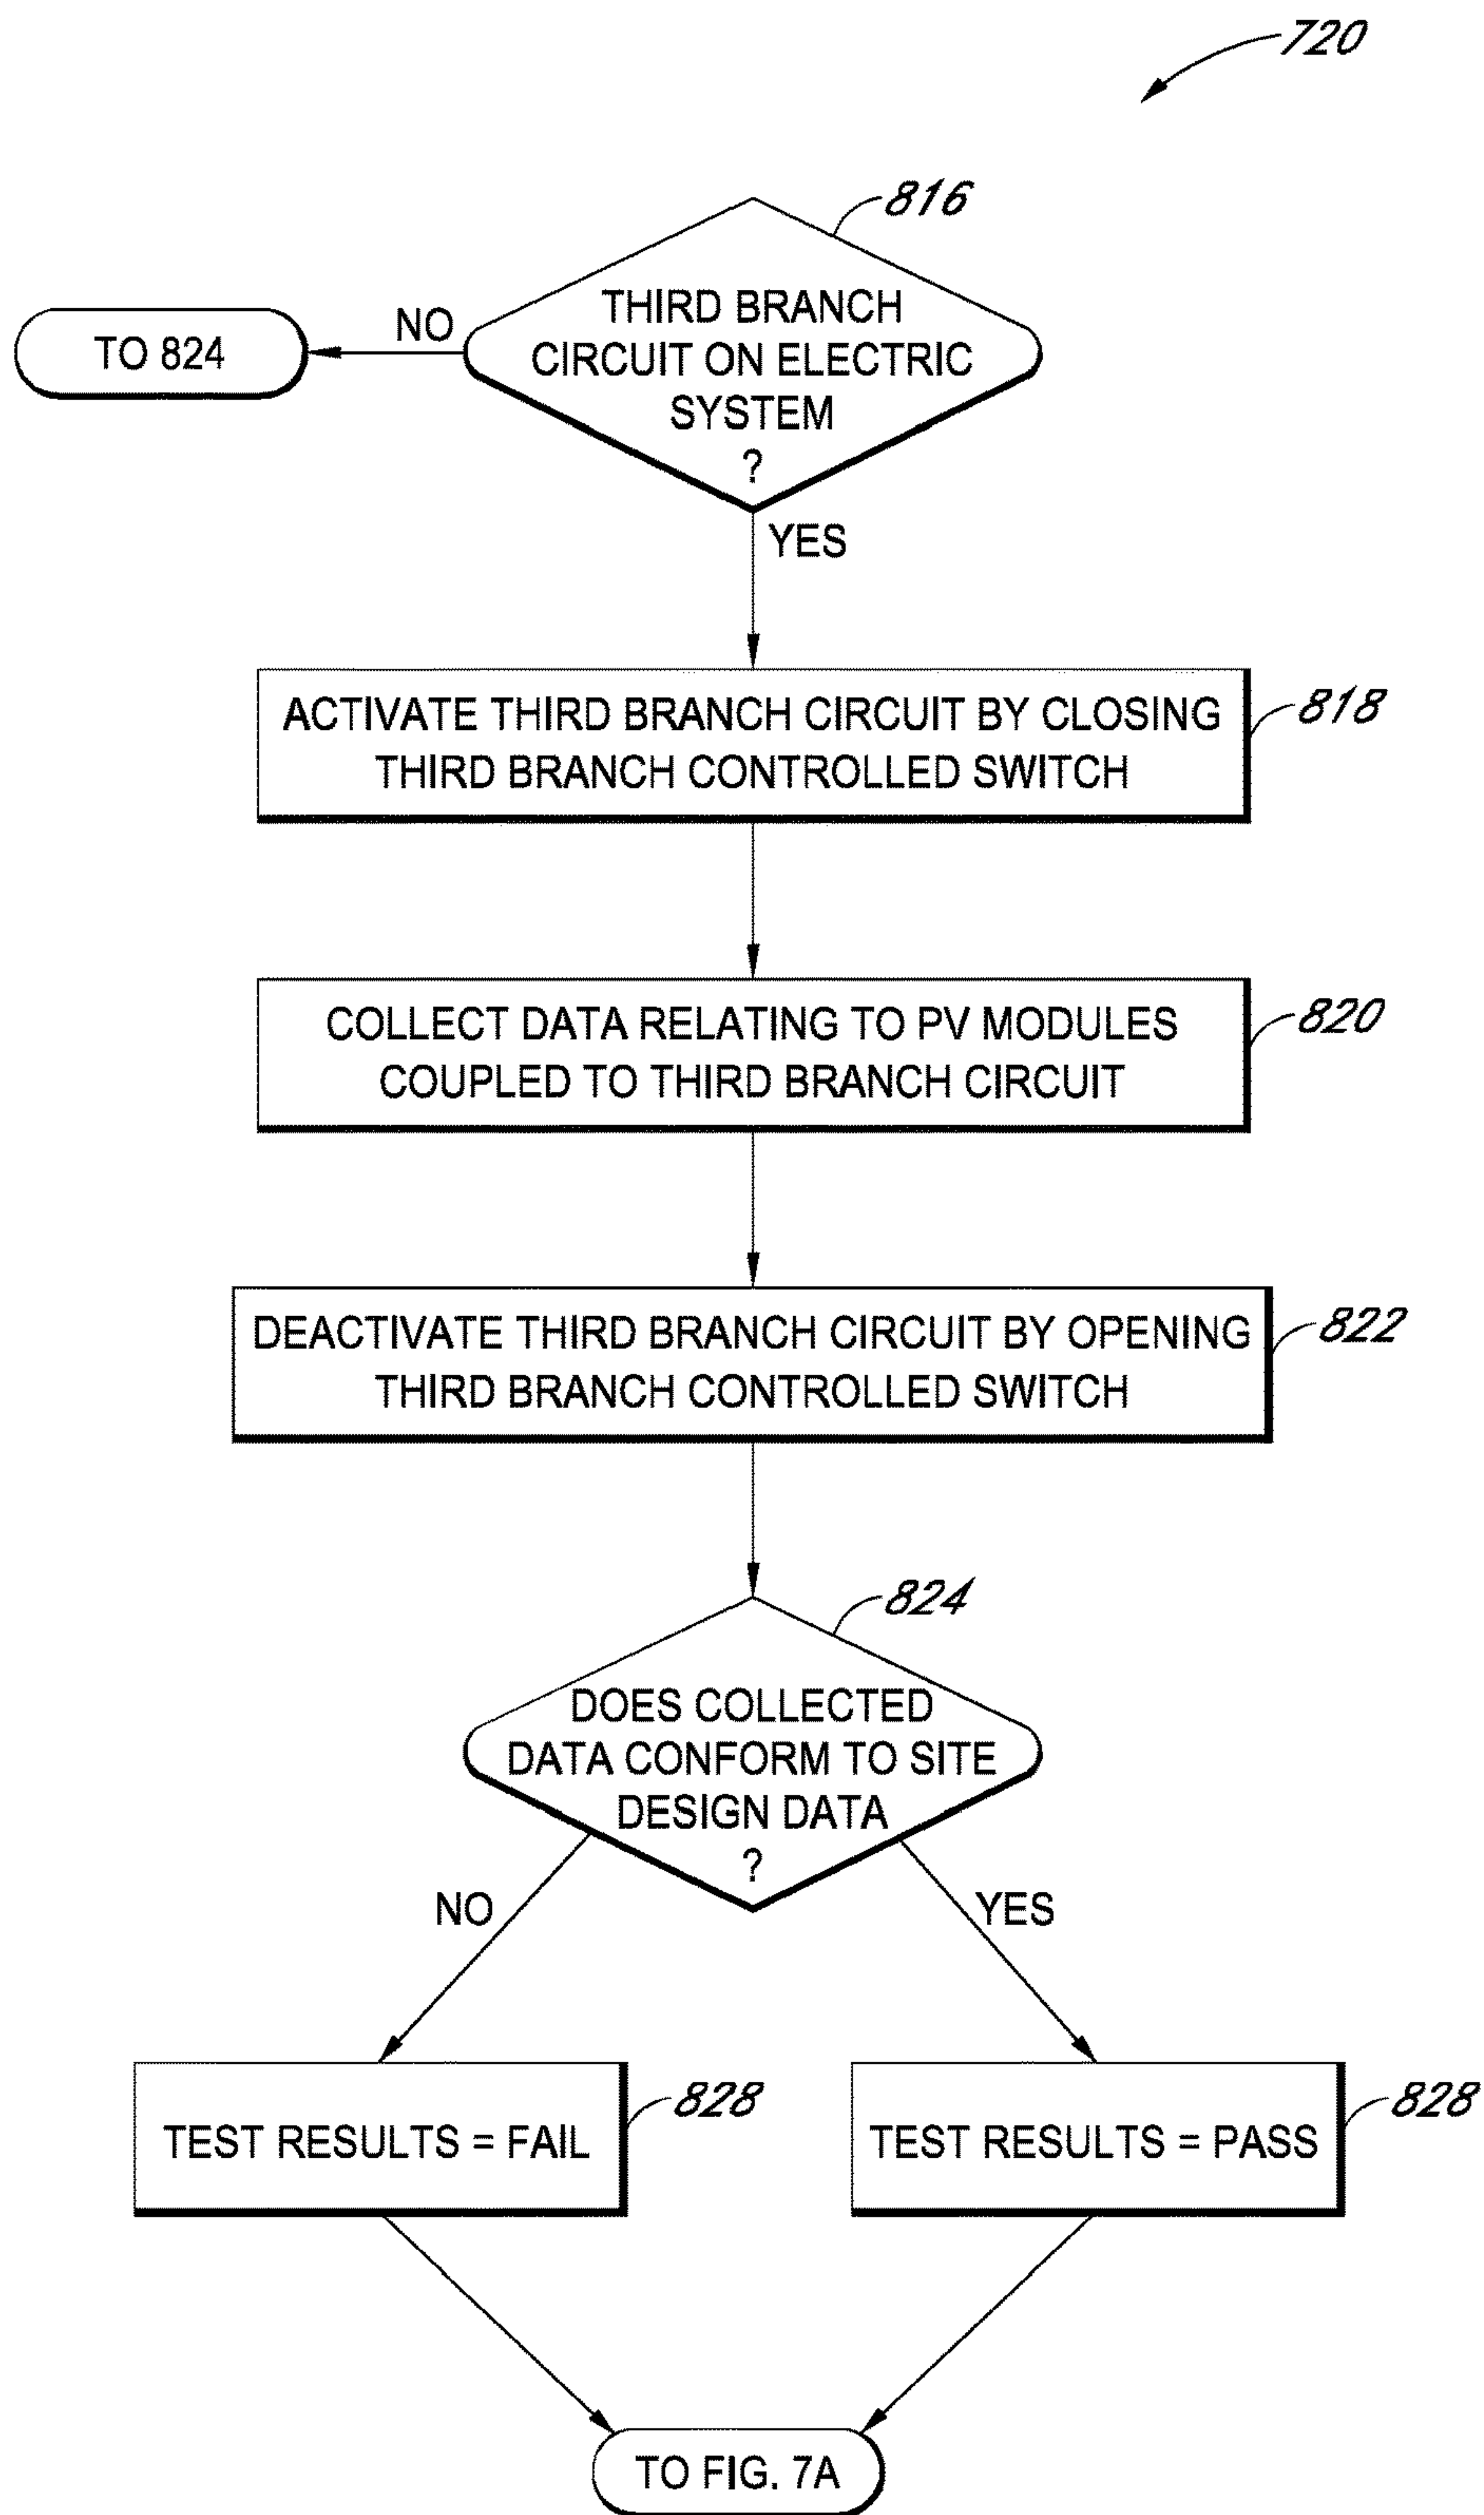 720
816
THIRD BRANCH
CIRCUIT ON ELECTRIC
SYSTEM
?
NO
TO 824
YES
ACTIVATE THIRD BRANCH CIRCUIT BY CLOSING
THIRD BRANCH CONTROLLED SWITCH
818
COLLECT DATA RELATING TO PV MODULES
COUPLED TO THIRD BRANCH CIRCUIT
820
DEACTIVATE THIRD BRANCH CIRCUIT BY OPENING
THIRD BRANCH CONTROLLED SWITCH
822
824
DOES COLLECTED
DATA CONFORM TO SITE
DESIGN DATA
?
NO
YES
TEST RESULTS = FAIL
828
TEST RESULTS = PASS
828
TO FIG. 7A